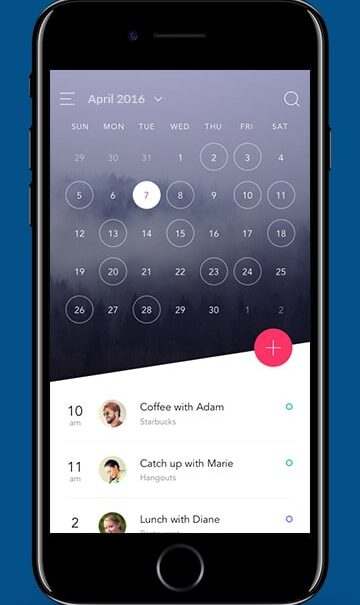 April 2016
SUN MON TUE WED THU FRI SAT
29 30 31 1 2 3 4
5 6 7 8 9 10 11
12 13 14 15 16 17 18
19 20 21 22 23 24 25
26 27 28 29 30 1 2
10 Coffee with Adam
am Starbucks
11 Catch up with Marie
am Hangouts
2 Lunch with Diane